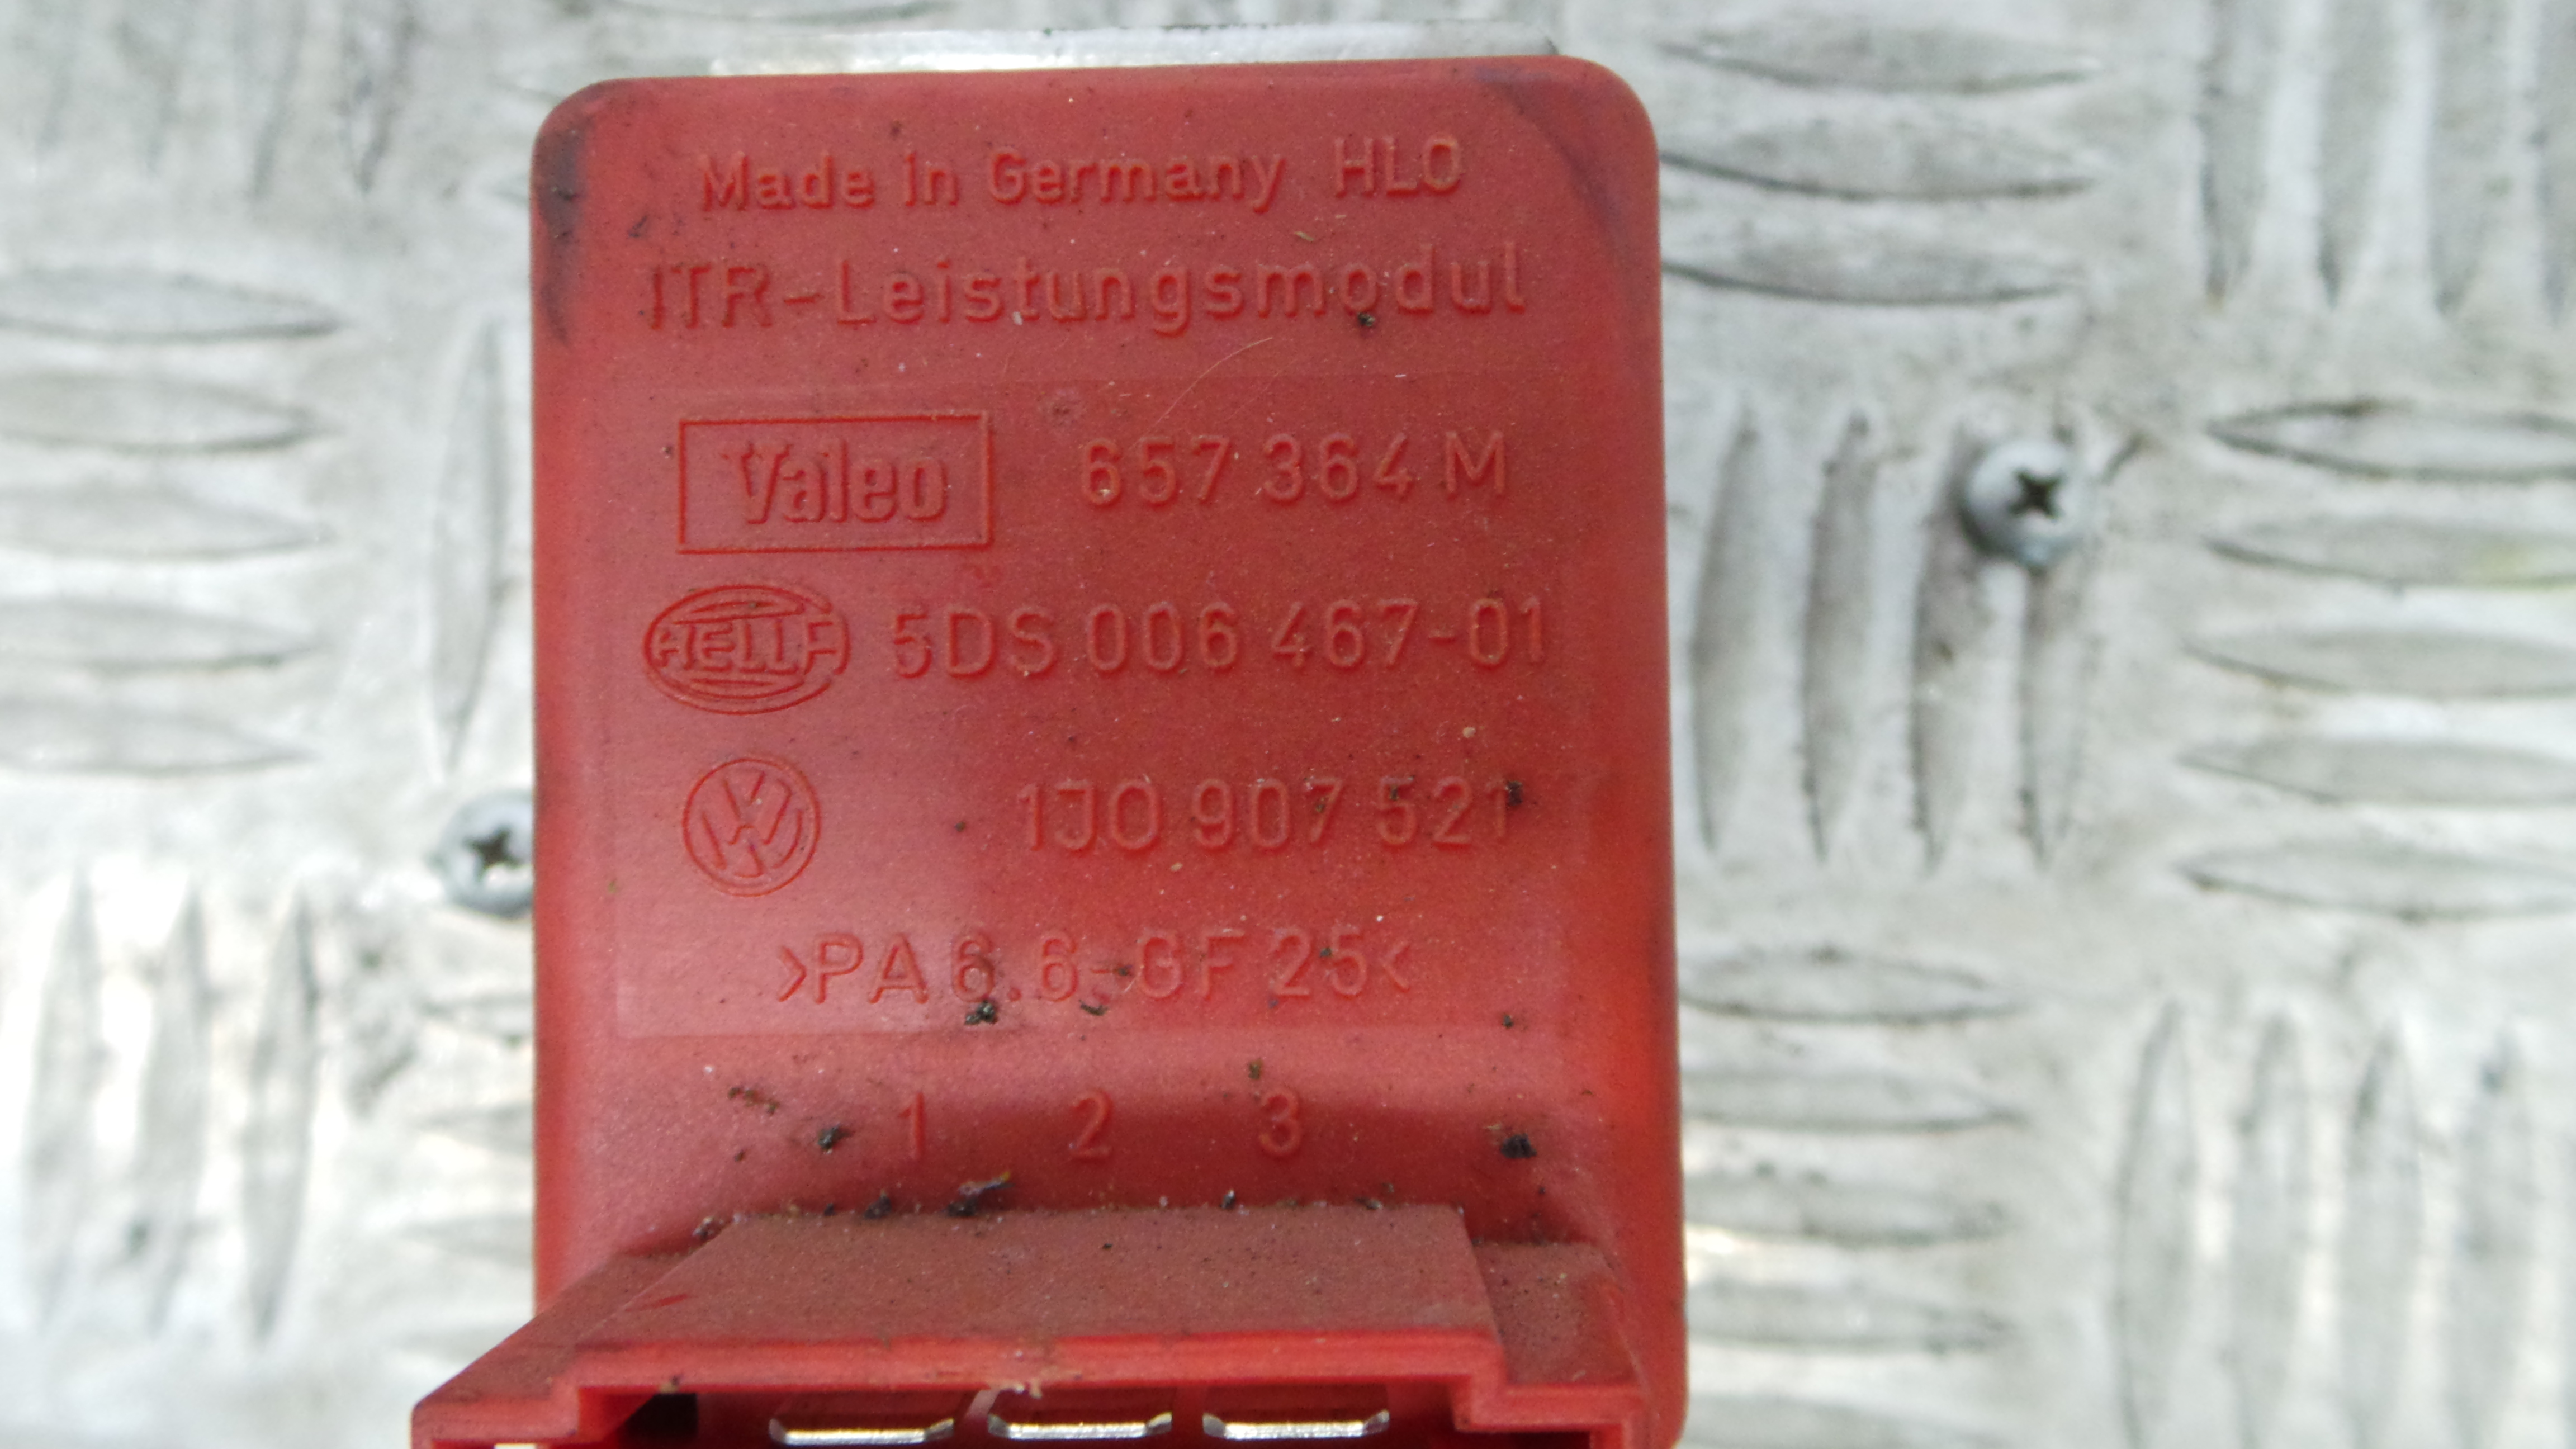 Made in Germany HLO
ITR-Leistungsmodul
Valeo 657 364 M
HELLA 5DS 006 467-01
VW 1J0 907 521
>PA 6.6-GF 25<
1 2 3